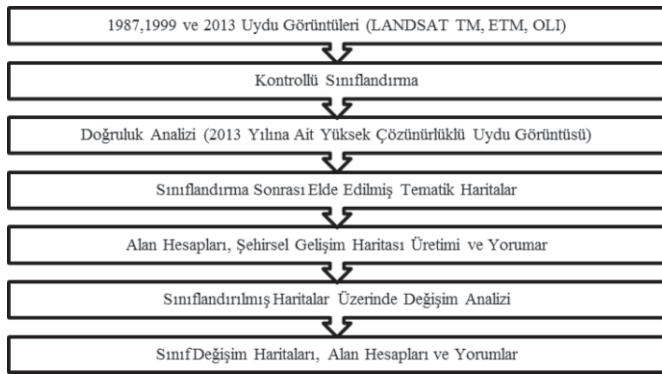 1987,1999 ve 2013 Uydu Görüntüleri (LANDSAT TM, ETM, OLI)
Kontrollü Sınıflandırma
Doğruluk Analizi (2013 Yılına Ait Yüksek Çözünürlüklü Uydu Görüntüsü)
Sınıflandırma Sonrası Elde Edilmiş Tematik Haritalar
Alan Hesapları, Şehirsel Gelişim Haritası Üretimi ve Yorumar
Sınıflandırılmış Haritalar Üzerinde Değişim Analizi
Sınıf Değişim Haritaları, Alan Hesapları ve Yorumlar